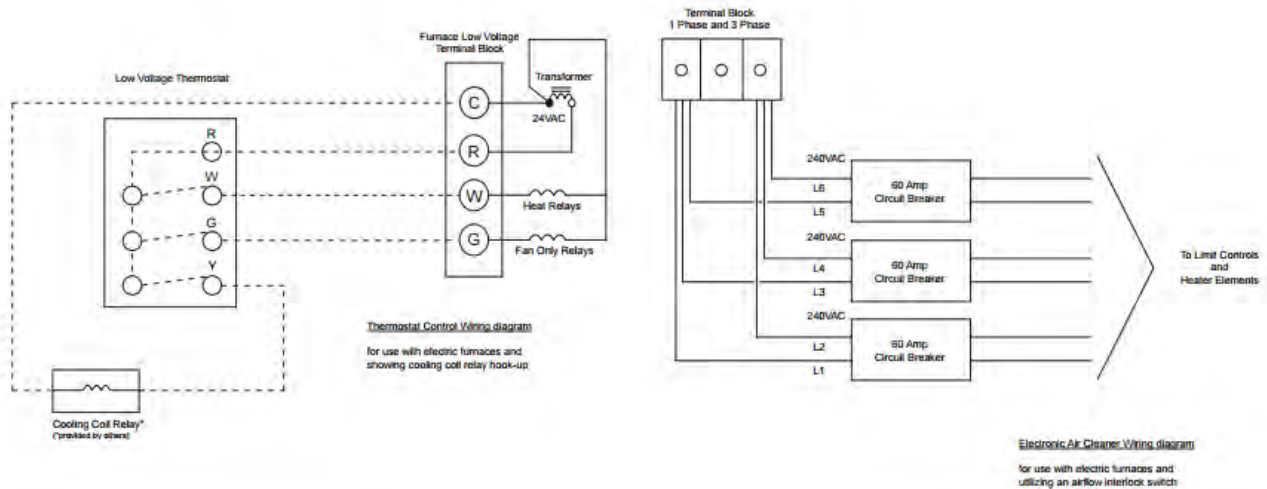 Low Voltage Thermostat
R
W
G
Y
Cooling Coil Relay*
(*provided by others)
Furnace Low Voltage
Terminal Block
C
R
W
G
Transformer
24VAC
Heat Relays
Fan Only Relays
Thermostat Control Wiring diagram
for use with electric furnaces and
showing cooling coil relay hook-up
Terminal Block
1 Phase and 3 Phase
240VAC
L6
L5
60 Amp
Circuit Breaker
240VAC
L4
L3
60 Amp
Circuit Breaker
240VAC
L2
L1
60 Amp
Circuit Breaker
To Limit Controls
and
Heater Elements
Electronic Air Cleaner Wiring diagram
for use with electric furnaces and
utilizing an airflow interlock switch